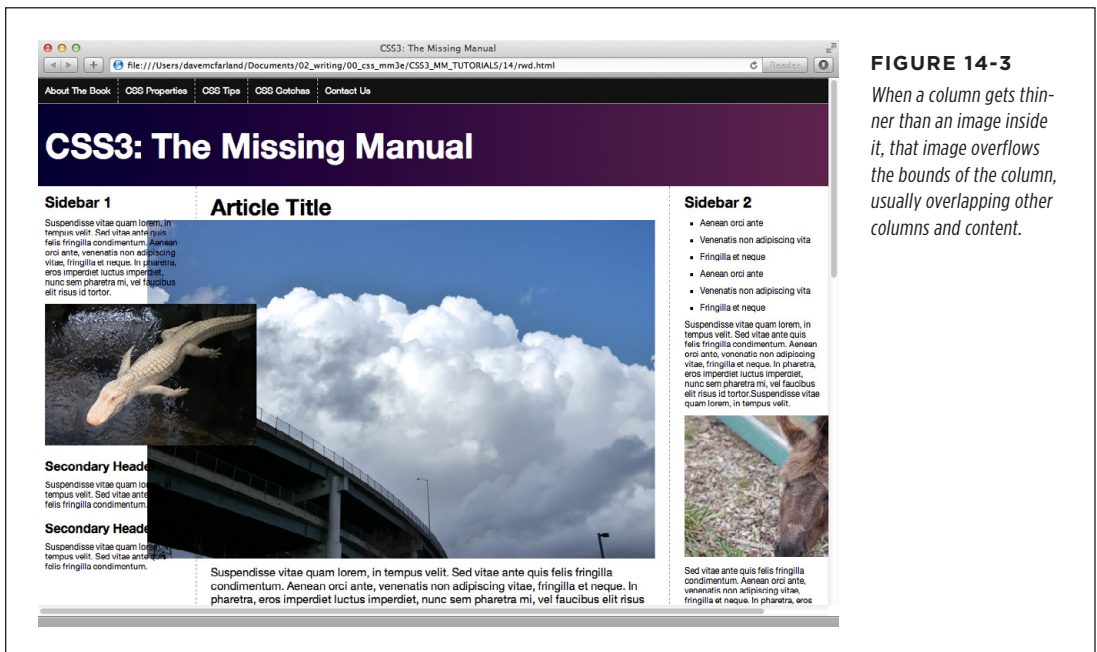 CSS3: The Missing Manual
file:///Users/davemcfarland/Documents/02_writing/00_css_mm3e/CSS3_MM_TUTORIALS/14/rwd.html
Reader
About The Book
CSS Properties
CSS Tips
CSS Gotchas
Contact Us
CSS3: The Missing Manual
Sidebar 1
Suspendisse vitae quam lorem, in
tempus velit. Sed vitae ante quis
felis fringilla condimentum. Aenean
orci ante, venenatis non adipiscing
vitae, fringilla et neque. In pharetra,
eros imperdiet luctus imperdiet,
nunc sem pharetra mi, vel faucibus
elit risus id tortor.
Secondary Heade
Suspendisse vitae quam lorem, in
tempus velit. Sed vitae ante quis
felis fringilla condimentum.
Secondary Heade
Suspendisse vitae quam lorem, in
tempus velit. Sed vitae ante quis
felis fringilla condimentum.
Article Title
Suspendisse vitae quam lorem, in tempus velit. Sed vitae ante quis felis fringilla
condimentum. Aenean orci ante, venenatis non adipiscing vitae, fringilla et neque. In
pharetra, eros imperdiet luctus imperdiet, nunc sem pharetra mi, vel faucibus elit risus
Sidebar 2
Aenean orci ante
Venenatis non adipiscing vita
Fringilla et neque
Aenean orci ante
Venenatis non adipiscing vita
Fringilla et neque
Suspendisse vitae quam lorem, in
tempus velit. Sed vitae ante quis
felis fringilla condimentum. Aenean
orci ante, venenatis non adipiscing
vitae, fringilla et neque. In pharetra,
eros imperdiet luctus imperdiet,
nunc sem pharetra mi, vel faucibus
elit risus id tortor.Suspendisse vitae
quam lorem, in tempus velit.
Sed vitae ante quis felis fringilla
condimentum. Aenean orci ante,
venenatis non adipiscing vitae,
fringilla et neque. In pharetra, eros
FIGURE 14-3
When a column gets thin-
ner than an image inside
it, that image overflows
the bounds of the column,
usually overlapping other
columns and content.